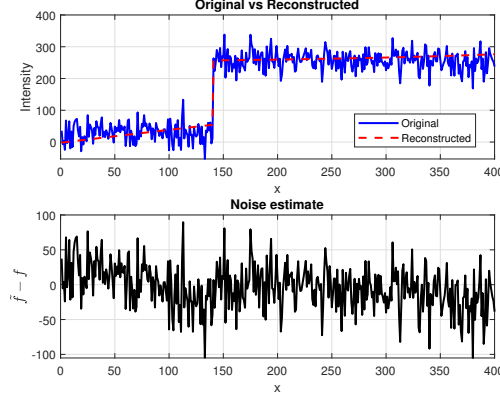 Original vs Reconstructed
400
300
200
100
0
Intensity
0 50 100 150 200 250 300 350 400
x
Original
Reconstructed
Noise estimate
100
50
0
-50
-100
f̃ − f
0 50 100 150 200 250 300 350 400
x